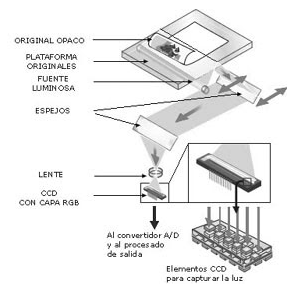 ORIGINAL OPACO
PLATAFORMA
ORIGINALES
FUENTE
LUMINOSA
ESPEJOS
LENTE
CCD
CON CAPA RGB
Al convertidor A/D
y al procesado
de salida
Elementos CCD
para capturar la luz